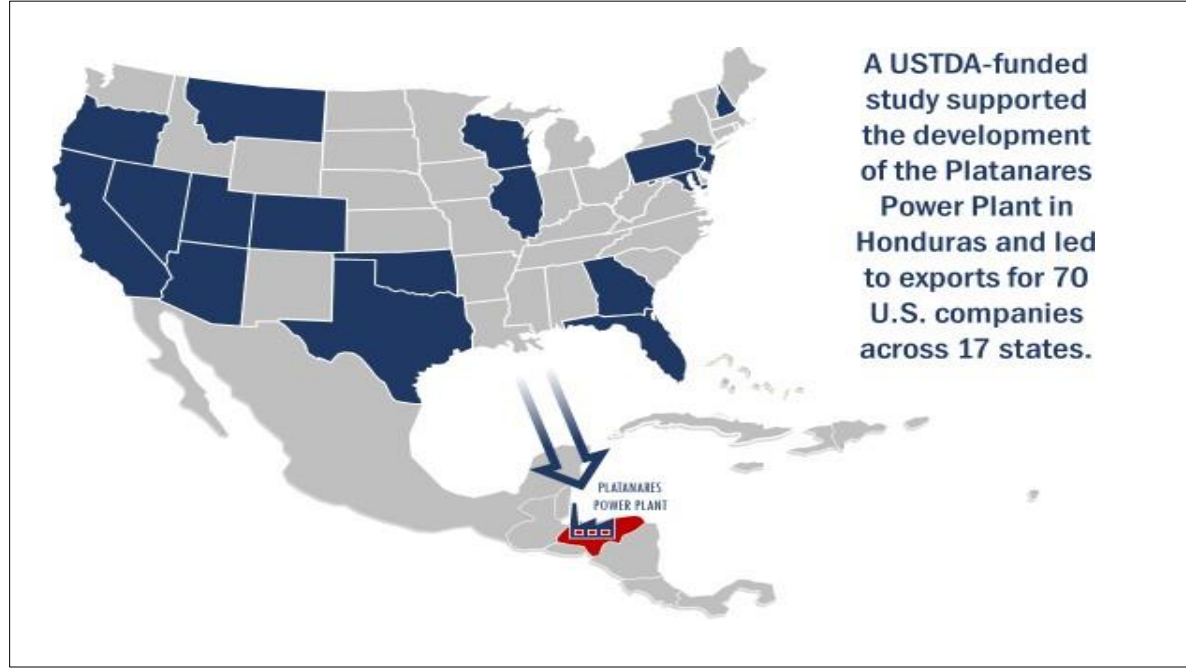 A USTDA-funded
study supported
the development
of the Platanares
Power Plant in
Honduras and led
to exports for 70
U.S. companies
across 17 states.
PLATANARES
POWER PLANT